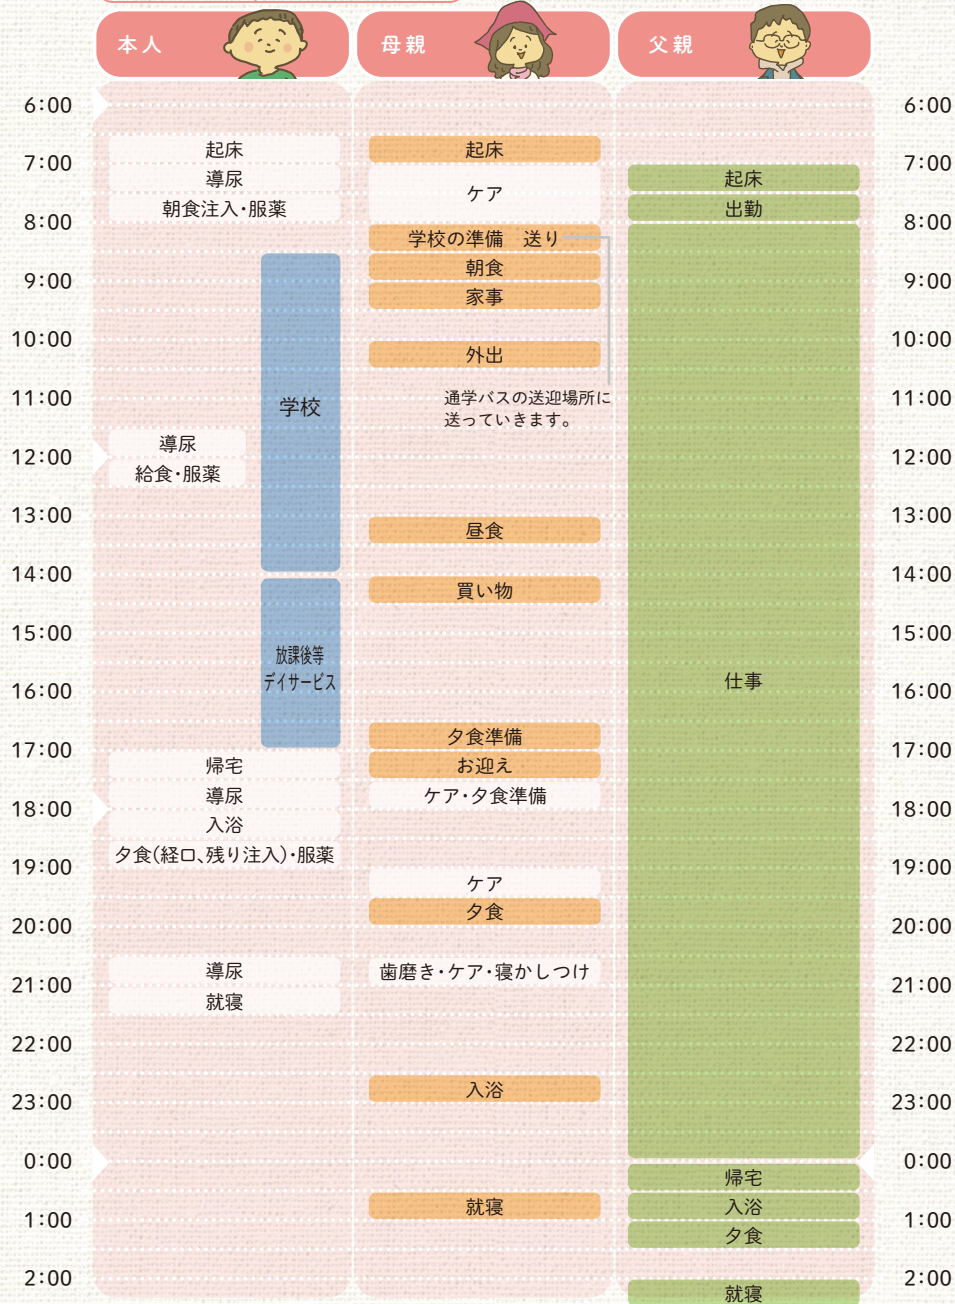 本人 母親 父親
6:00 6:00
起床 起床
7:00 7:00
導尿 ケア 起床
朝食注入・服薬 出勤
8:00 8:00
学校の準備 送り
朝食
9:00 9:00
家事
10:00 10:00
外出
11:00 通学バスの送迎場所に 11:00
学校
送っていきます。
導尿
12:00 12:00
給食・服薬
13:00 13:00
昼食
14:00 14:00
買い物
15:00 15:00
放課後等
デイサービス 仕事
16:00 16:00
夕食準備
17:00 17:00
帰宅 お迎え
導尿 ケア・夕食準備
18:00 18:00
入浴
夕食(経口、残り注入)・服薬
19:00 19:00
ケア
夕食
20:00 20:00
導尿 歯磨き・ケア・寝かしつけ
21:00 21:00
就寝
22:00 22:00
入浴
23:00 23:00
0:00 0:00
帰宅
就寝 入浴
1:00 1:00
夕食
2:00 2:00
就寝